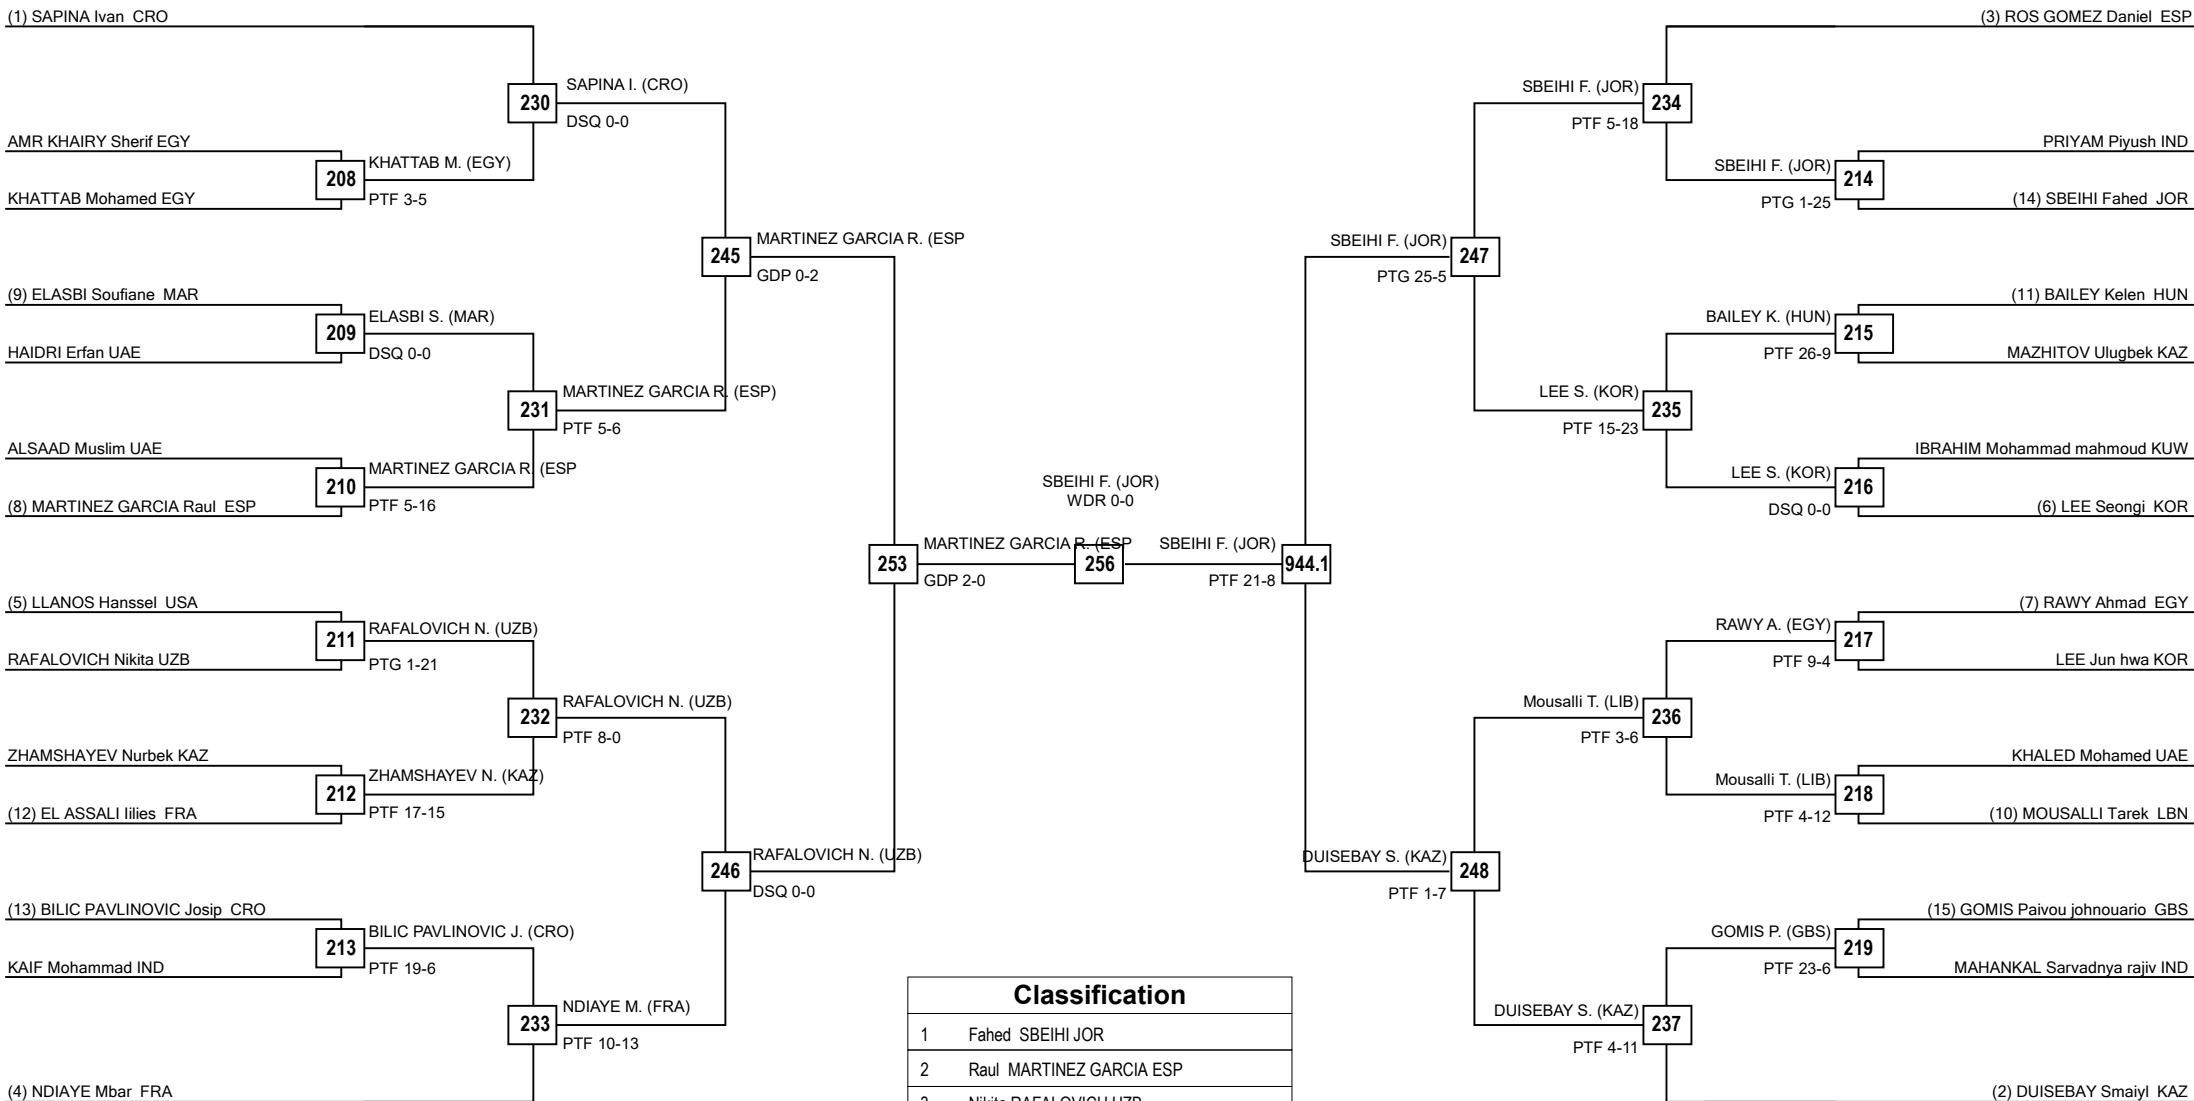 (1) SAPINA Ivan CRO
230
SAPINA I. (CRO)
DSQ 0-0
AMR KHAIRY Sherif EGY
208
KHATTAB M. (EGY)
KHATTAB Mohamed EGY
PTF 3-5
245
MARTINEZ GARCIA R. (ESP
GDP 0-2
(9) ELASBI Soufiane MAR
209
ELASBI S. (MAR)
HAIDRI Erfan UAE
DSQ 0-0
231
MARTINEZ GARCIA R. (ESP)
PTF 5-6
ALSAAD Muslim UAE
210
MARTINEZ GARCIA R. (ESP
(8) MARTINEZ GARCIA Raul ESP
PTF 5-16
253
MARTINEZ GARCIA R. (ESP
GDP 2-0
(5) LLANOS Hanssel USA
211
RAFALOVICH N. (UZB)
RAFALOVICH Nikita UZB
PTG 1-21
232
RAFALOVICH N. (UZB)
PTF 8-0
ZHAMSHAYEV Nurbek KAZ
212
ZHAMSHAYEV N. (KAZ)
(12) EL ASSALI Iilies FRA
PTF 17-15
246
RAFALOVICH N. (UZB)
DSQ 0-0
(13) BILIC PAVLINOVIC Josip CRO
213
BILIC PAVLINOVIC J. (CRO)
KAIF Mohammad IND
PTF 19-6
233
NDIAYE M. (FRA)
PTF 10-13
(4) NDIAYE Mbar FRA
SBEIHI F. (JOR)
WDR 0-0
256
SBEIHI F. (JOR)
944.1
PTF 21-8
(3) ROS GOMEZ Daniel ESP
SBEIHI F. (JOR)
234
PTF 5-18
PRIYAM Piyush IND
SBEIHI F. (JOR)
214
PTG 1-25
(14) SBEIHI Fahed JOR
SBEIHI F. (JOR)
247
PTG 25-5
(11) BAILEY Kelen HUN
BAILEY K. (HUN)
215
PTF 26-9
MAZHITOV Ulugbek KAZ
LEE S. (KOR)
235
PTF 15-23
IBRAHIM Mohammad mahmoud KUW
LEE S. (KOR)
216
DSQ 0-0
(6) LEE Seongi KOR
(7) RAWY Ahmad EGY
RAWY A. (EGY)
217
PTF 9-4
LEE Jun hwa KOR
Mousalli T. (LIB)
236
PTF 3-6
KHALED Mohamed UAE
Mousalli T. (LIB)
218
PTF 4-12
(10) MOUSALLI Tarek LBN
DUISEBAY S. (KAZ)
248
PTF 1-7
(15) GOMIS Paivou johnouario GBS
GOMIS P. (GBS)
219
PTF 23-6
MAHANKAL Sarvadnya rajiv IND
DUISEBAY S. (KAZ)
237
PTF 4-11
(2) DUISEBAY Smaiyl KAZ
Classification
1 Fahed SBEIHI JOR
2 Raul MARTINEZ GARCIA ESP
3 Nikita RAFALOVICH UZB